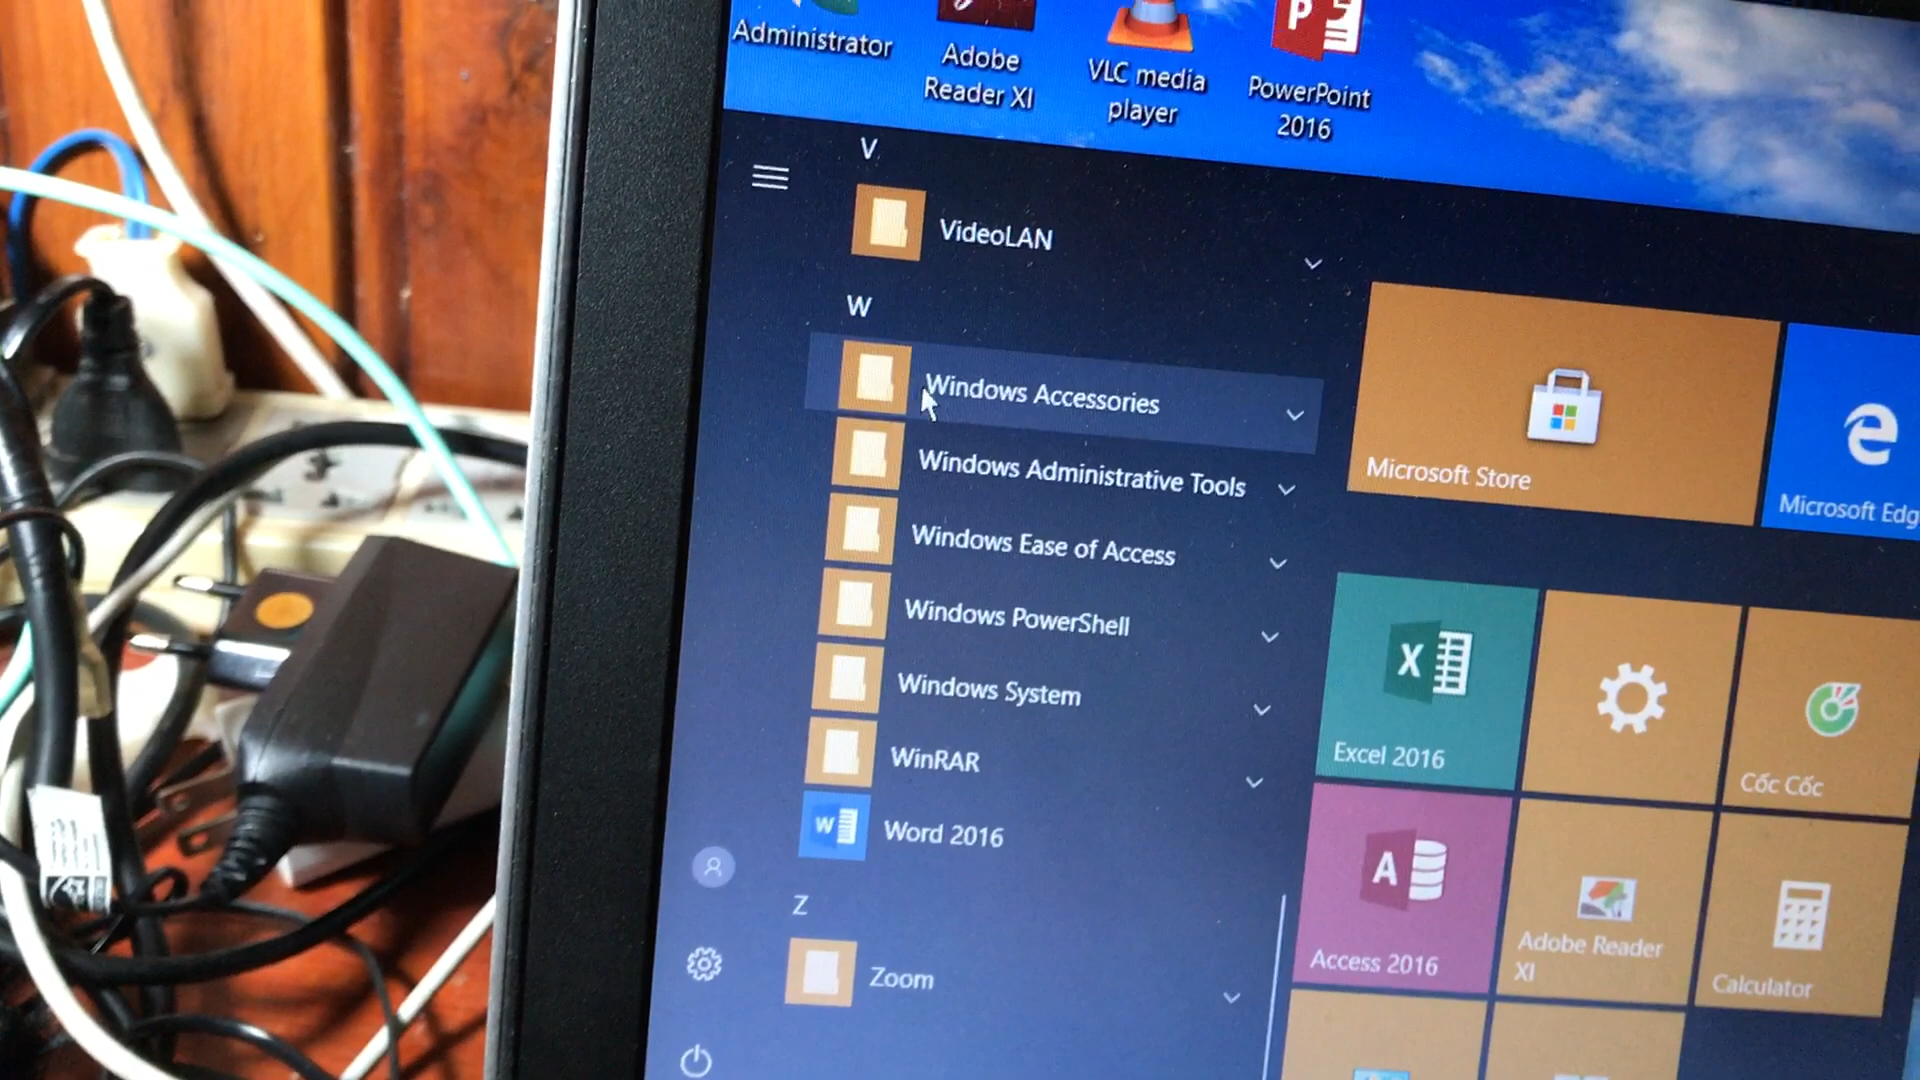 Administrator
Adobe
Reader XI
VLC media
player
PowerPoint
2016
V
VideoLAN
W
Windows Accessories
Windows Administrative Tools
Windows Ease of Access
Windows PowerShell
Windows System
WinRAR
Word 2016
Z
Zoom
Microsoft Store
Microsoft Edg
Excel 2016
Cốc Cốc
Access 2016
Adobe Reader
XI
Calculator